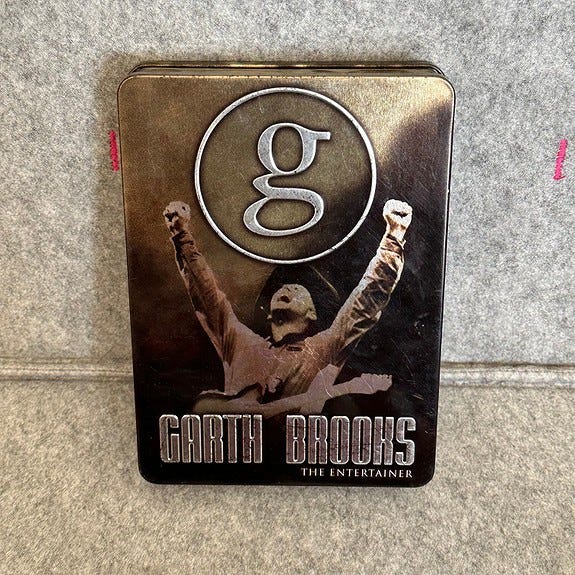 g
GARTH BROOKS
THE ENTERTAINER